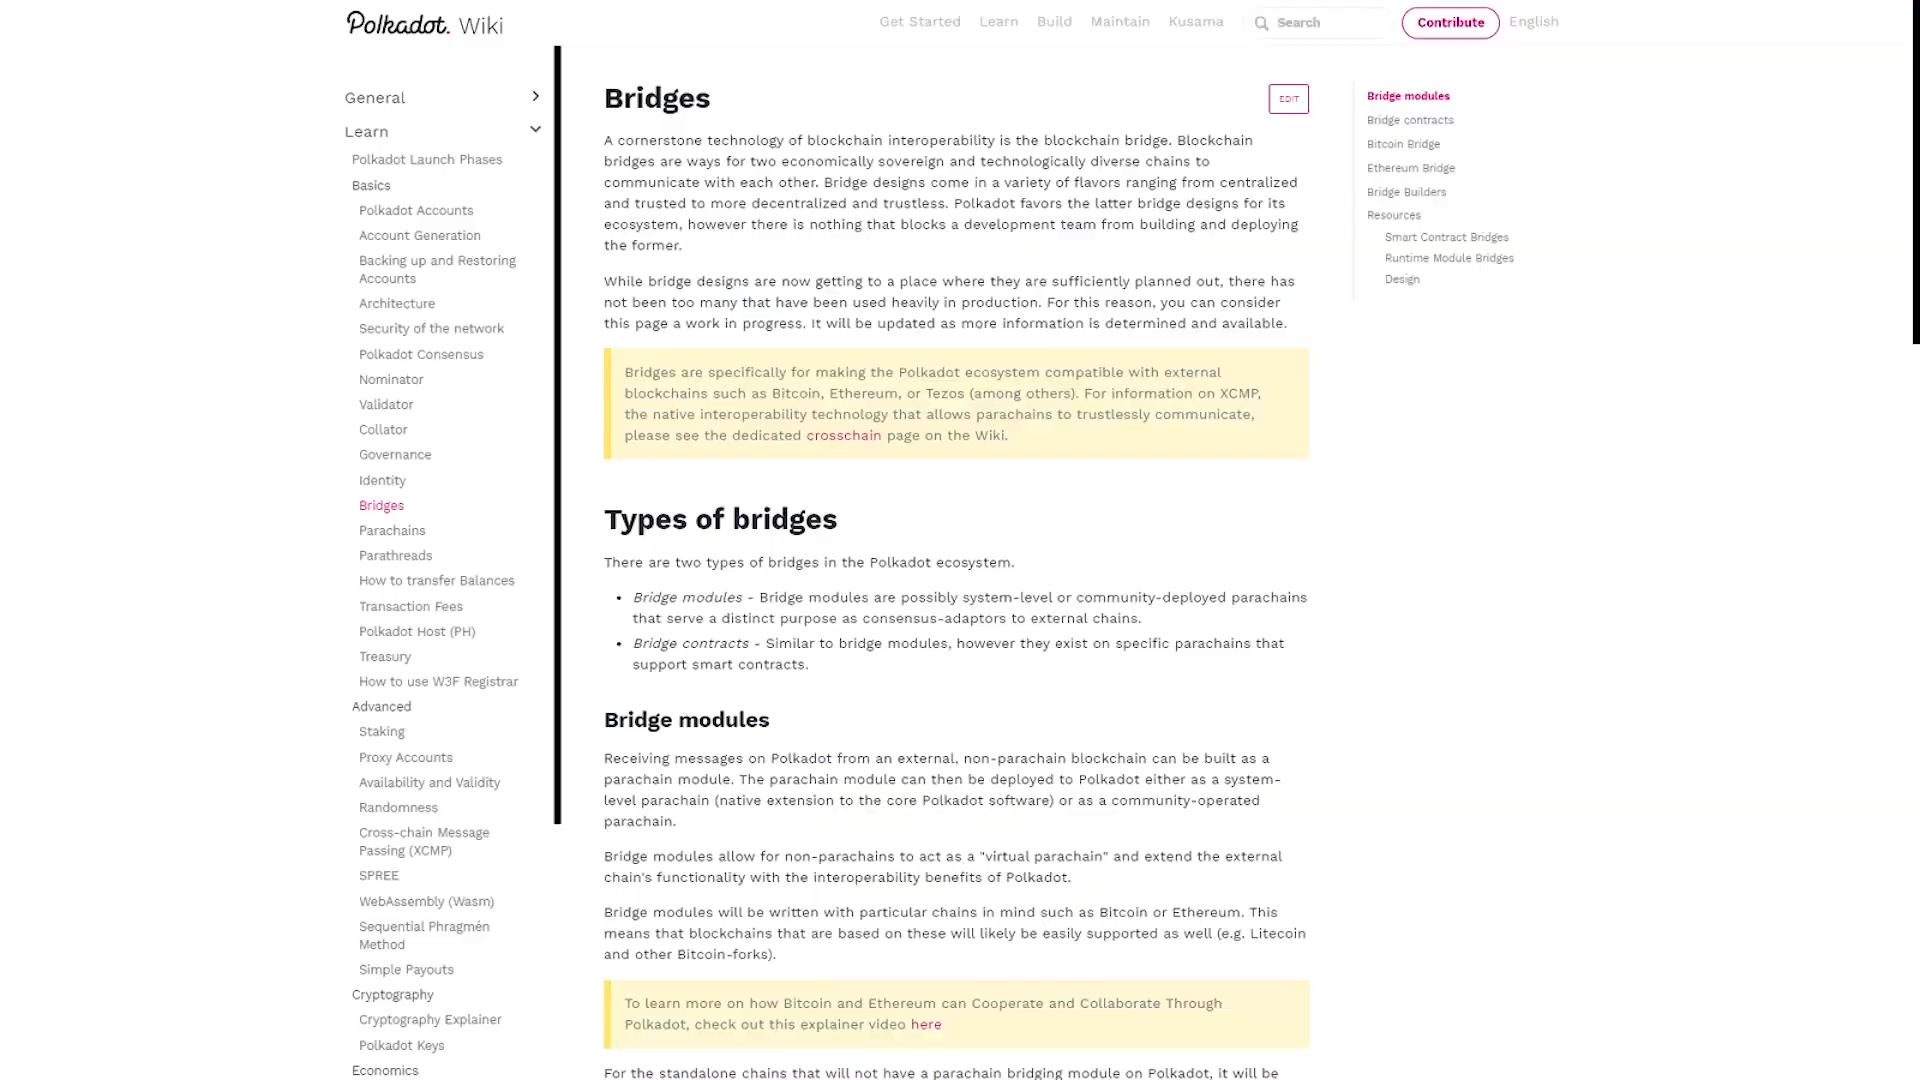 Polkadot. Wiki
Get Started
Learn
Build
Maintain
Kusama
Search
Contribute
English
General
Learn
Polkadot Launch Phases
Basics
Polkadot Accounts
Account Generation
Backing up and Restoring
Accounts
Architecture
Security of the network
Polkadot Consensus
Nominator
Validator
Collator
Governance
Identity
Bridges
Parachains
Parathreads
How to transfer Balances
Transaction Fees
Polkadot Host (PH)
Treasury
How to use W3F Registrar
Advanced
Staking
Proxy Accounts
Availability and Validity
Randomness
Cross-chain Message
Passing (XCMP)
SPREE
WebAssembly (Wasm)
Sequential Phragmén
Method
Simple Payouts
Cryptography
Cryptography Explainer
Polkadot Keys
Economics
Bridges
EDIT
A cornerstone technology of blockchain interoperability is the blockchain bridge. Blockchain
bridges are ways for two economically sovereign and technologically diverse chains to
communicate with each other. Bridge designs come in a variety of flavors ranging from centralized
and trusted to more decentralized and trustless. Polkadot favors the latter bridge designs for its
ecosystem, however there is nothing that blocks a development team from building and deploying
the former.
While bridge designs are now getting to a place where they are sufficiently planned out, there has
not been too many that have been used heavily in production. For this reason, you can consider
this page a work in progress. It will be updated as more information is determined and available.
Bridges are specifically for making the Polkadot ecosystem compatible with external
blockchains such as Bitcoin, Ethereum, or Tezos (among others). For information on XCMP,
the native interoperability technology that allows parachains to trustlessly communicate,
please see the dedicated crosschain page on the Wiki.
Types of bridges
There are two types of bridges in the Polkadot ecosystem.
• Bridge modules - Bridge modules are possibly system-level or community-deployed parachains
that serve a distinct purpose as consensus-adaptors to external chains.
• Bridge contracts - Similar to bridge modules, however they exist on specific parachains that
support smart contracts.
Bridge modules
Receiving messages on Polkadot from an external, non-parachain blockchain can be built as a
parachain module. The parachain module can then be deployed to Polkadot either as a system-
level parachain (native extension to the core Polkadot software) or as a community-operated
parachain.
Bridge modules allow for non-parachains to act as a "virtual parachain" and extend the external
chain's functionality with the interoperability benefits of Polkadot.
Bridge modules will be written with particular chains in mind such as Bitcoin or Ethereum. This
means that blockchains that are based on these will likely be easily supported as well (e.g. Litecoin
and other Bitcoin-forks).
To learn more on how Bitcoin and Ethereum can Cooperate and Collaborate Through
Polkadot, check out this explainer video here
For the standalone chains that will not have a parachain bridging module on Polkadot, it will be
Bridge modules
Bridge contracts
Bitcoin Bridge
Ethereum Bridge
Bridge Builders
Resources
Smart Contract Bridges
Runtime Module Bridges
Design